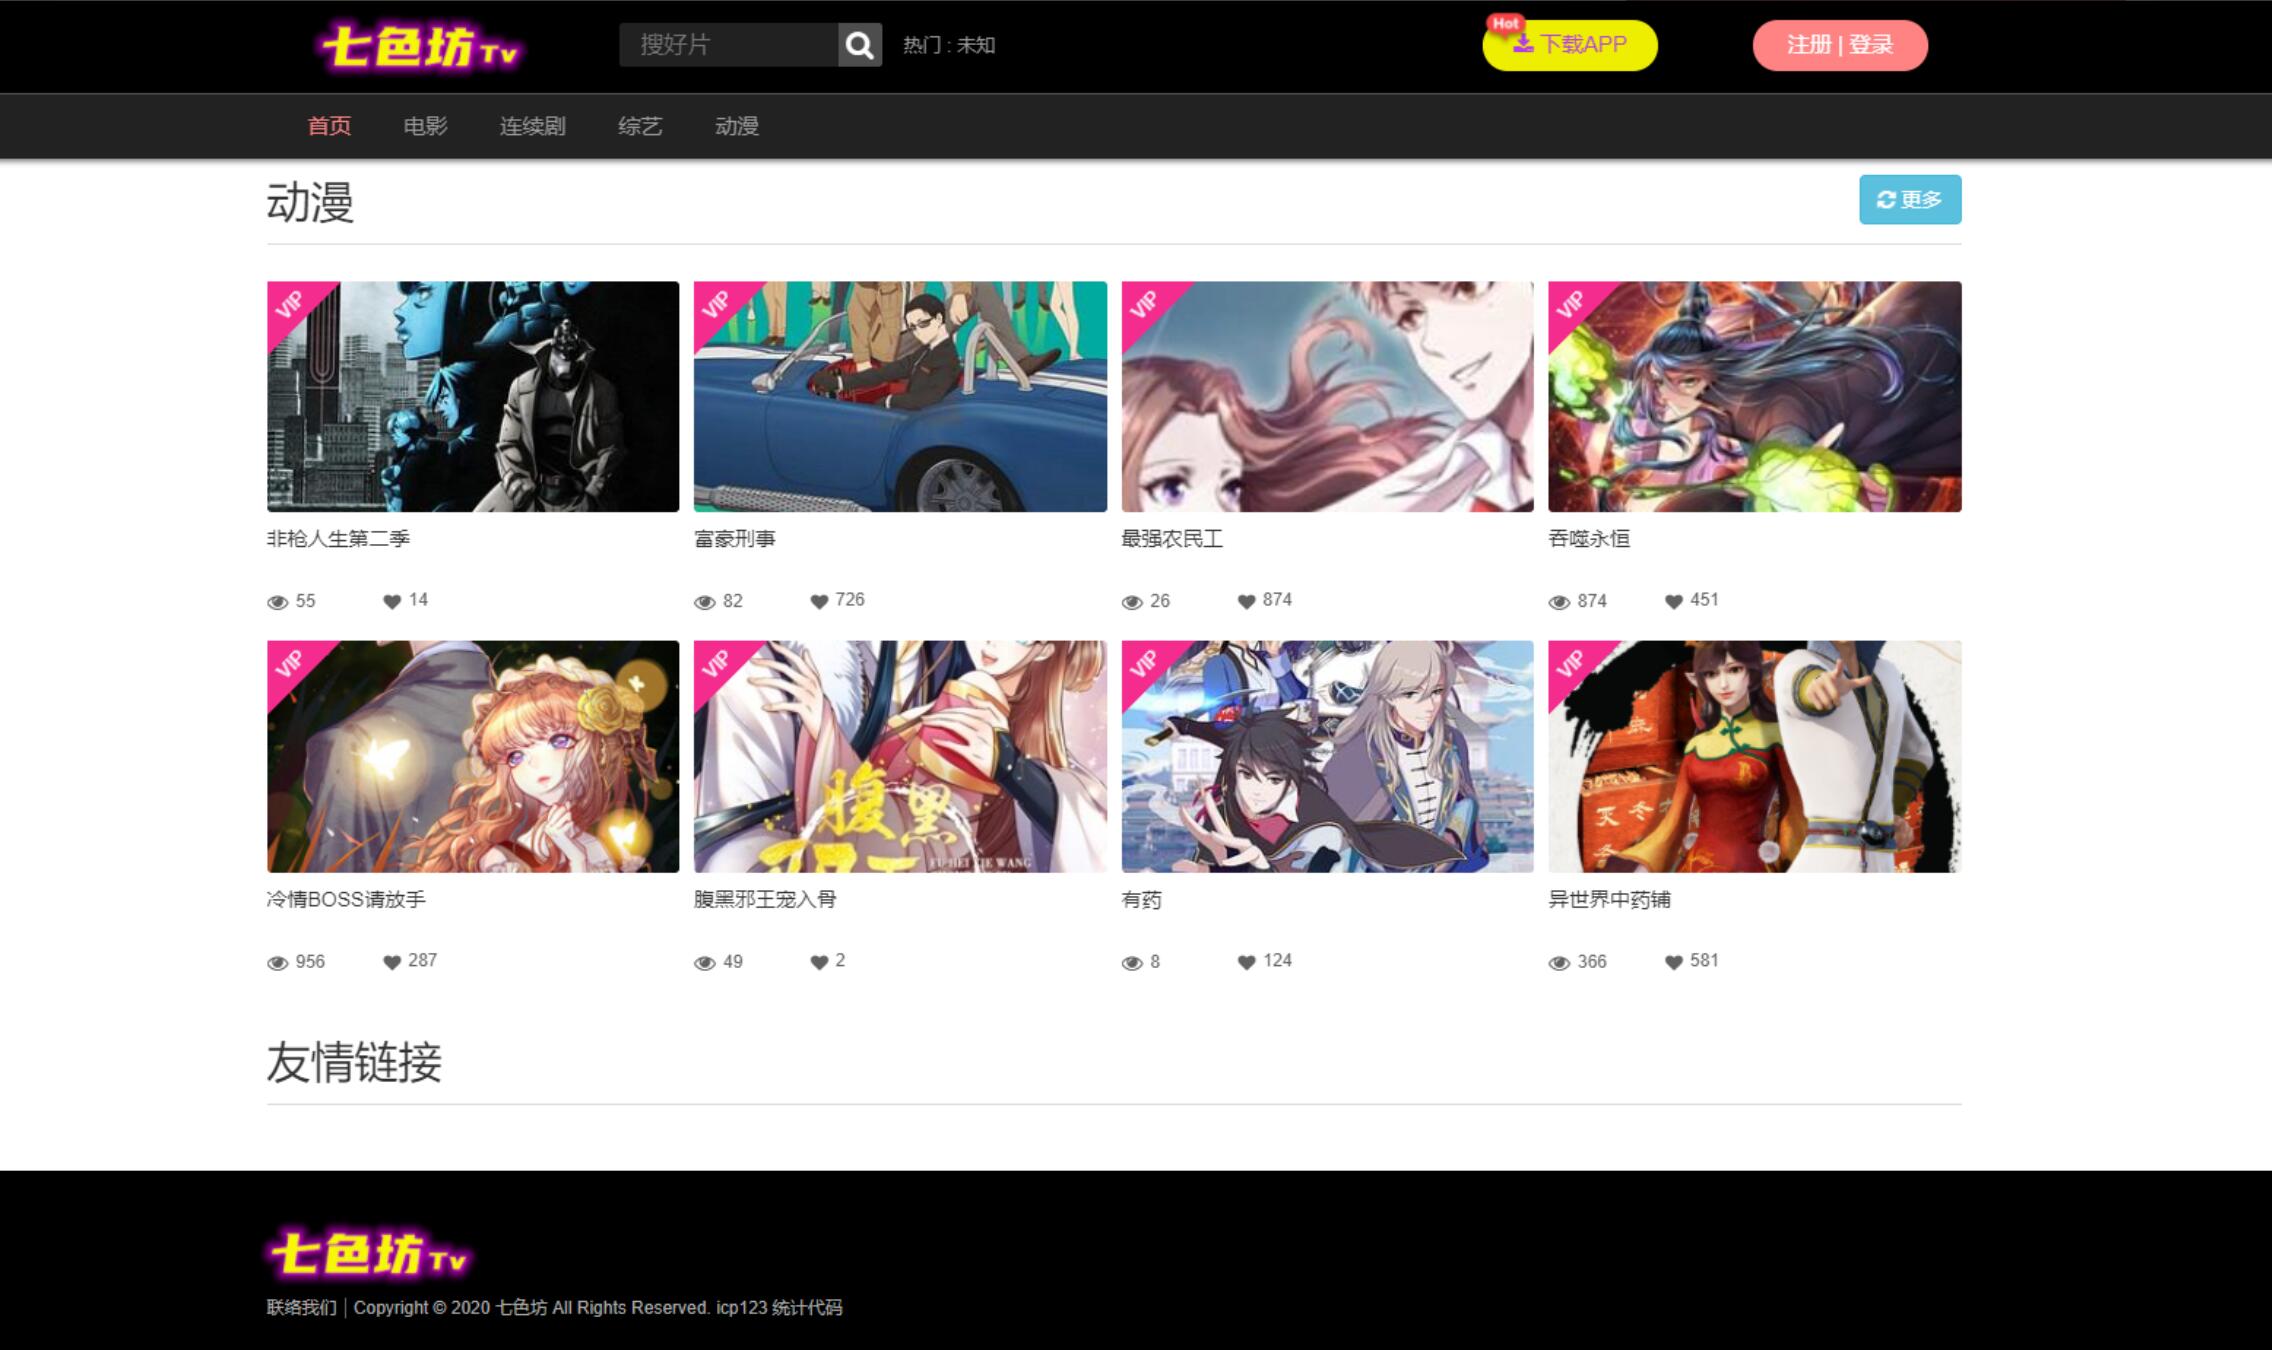 七色坊TV
搜好片
热门 : 未知
Hot
下载APP
注册 | 登录
首页 电影 连续剧 综艺 动漫
动漫
更多
VIP VIP VIP VIP
非枪人生第二季 富豪刑事 最强农民工 吞噬永恒
55 14 82 726 26 874 874 451
VIP VIP VIP VIP
腹黑
FU HEI XIE WANG
冷情BOSS请放手 腹黑邪王宠入骨 有药 异世界中药铺
956 287 49 2 8 124 366 581
友情链接
七色坊TV
联络我们 | Copyright © 2020 七色坊 All Rights Reserved. icp123 统计代码